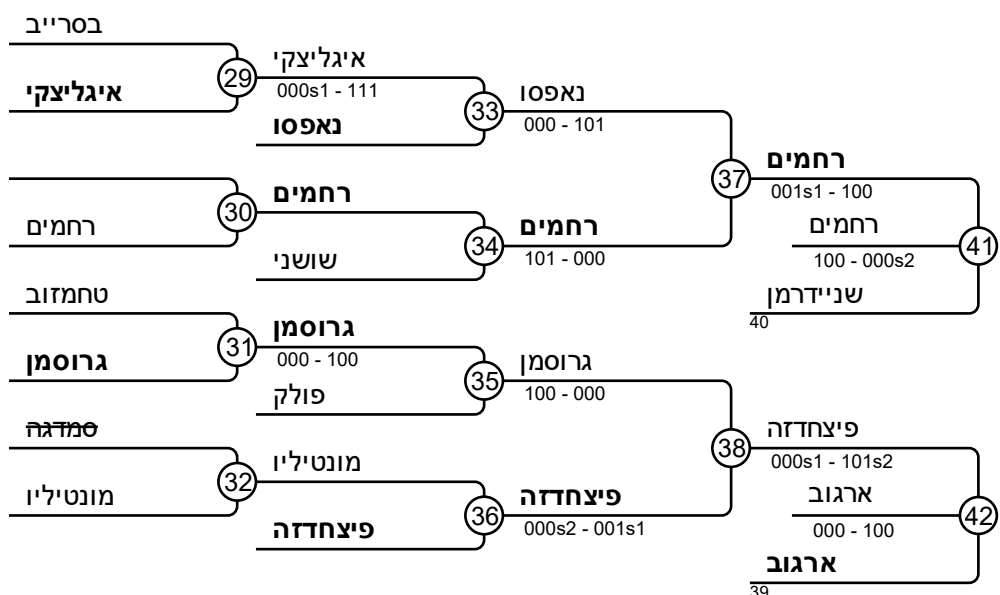 בסרייב
29
איגליצקי
איגליצקי
000s1 - 111
33
נאפסו
נאפסו
000 - 101
30
רחמים
רחמים
34
שושני
רחמים
101 - 000
37
רחמים
001s1 - 100
רחמים
100 - 000s2
41
שניידרמן
40
טחמזוב
31
גרוסמן
גרוסמן
000 - 100
35
פולק
גרוסמן
100 - 000
סמדגה
32
מונטיליו
מונטיליו
36
פיצחדזה
פיצחדזה
000s2 - 001s1
38
פיצחדזה
000s1 - 101s2
ארגוב
000 - 100
42
ארגוב
39